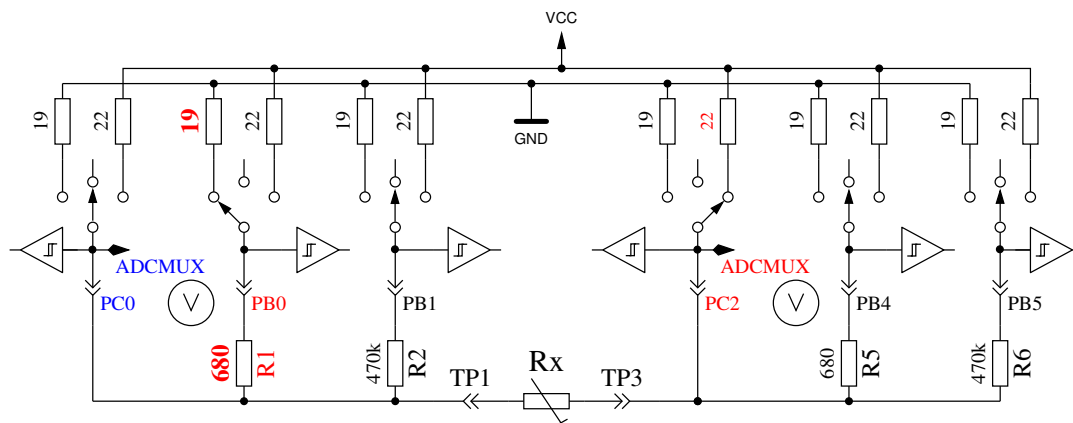 VCC
19
22
19
22
19
22
GND
19
22
19
22
19
22
ADCMUX
ADCMUX
PC0
V
PB0
PB1
PC2
V
PB4
PB5
680
R1
470k
R2
TP1
Rx
TP3
680
R5
470k
R6